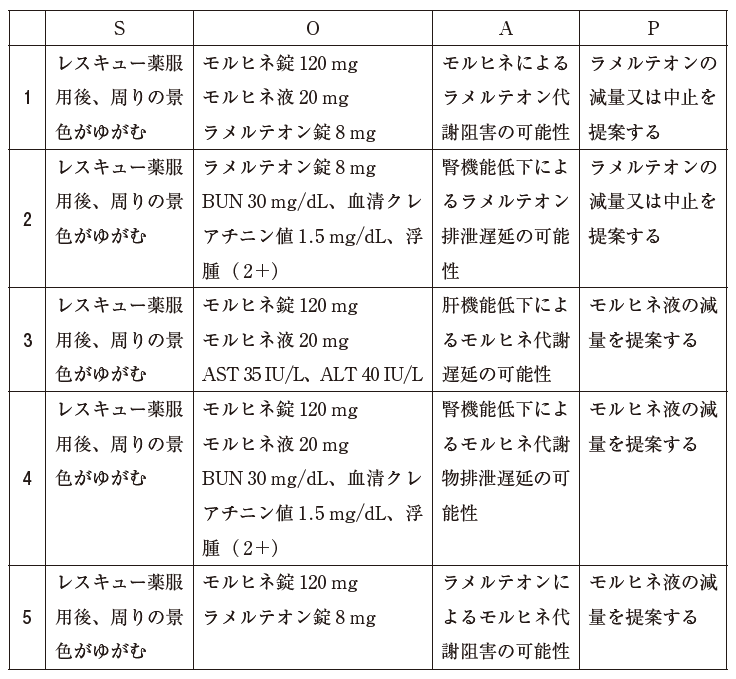 S O A P
1
レスキュー薬服
用後、周りの景
色がゆがむ
モルヒネ錠 120 mg
モルヒネ液 20 mg
ラメルテオン錠 8 mg
モルヒネによる
ラメルテオン代
謝阻害の可能性
ラメルテオンの
減量又は中止を
提案する
2
レスキュー薬服
用後、周りの景
色がゆがむ
ラメルテオン錠 8 mg
BUN 30 mg/dL、血清クレ
アチニン値 1.5 mg/dL、浮
腫（2+）
腎機能低下によ
るラメルテオン
排泄遅延の可能
性
ラメルテオンの
減量又は中止を
提案する
3
レスキュー薬服
用後、周りの景
色がゆがむ
モルヒネ錠 120 mg
モルヒネ液 20 mg
AST 35 IU/L、ALT 40 IU/L
肝機能低下によ
るモルヒネ代謝
遅延の可能性
モルヒネ液の減
量を提案する
4
レスキュー薬服
用後、周りの景
色がゆがむ
モルヒネ錠 120 mg
モルヒネ液 20 mg
BUN 30 mg/dL、血清クレ
アチニン値 1.5 mg/dL、浮
腫（2+）
腎機能低下によ
るモルヒネ代謝
物排泄遅延の可
能性
モルヒネ液の減
量を提案する
5
レスキュー薬服
用後、周りの景
色がゆがむ
モルヒネ錠 120 mg
ラメルテオン錠 8 mg
ラメルテオンに
よるモルヒネ代
謝阻害の可能性
モルヒネ液の減
量を提案する